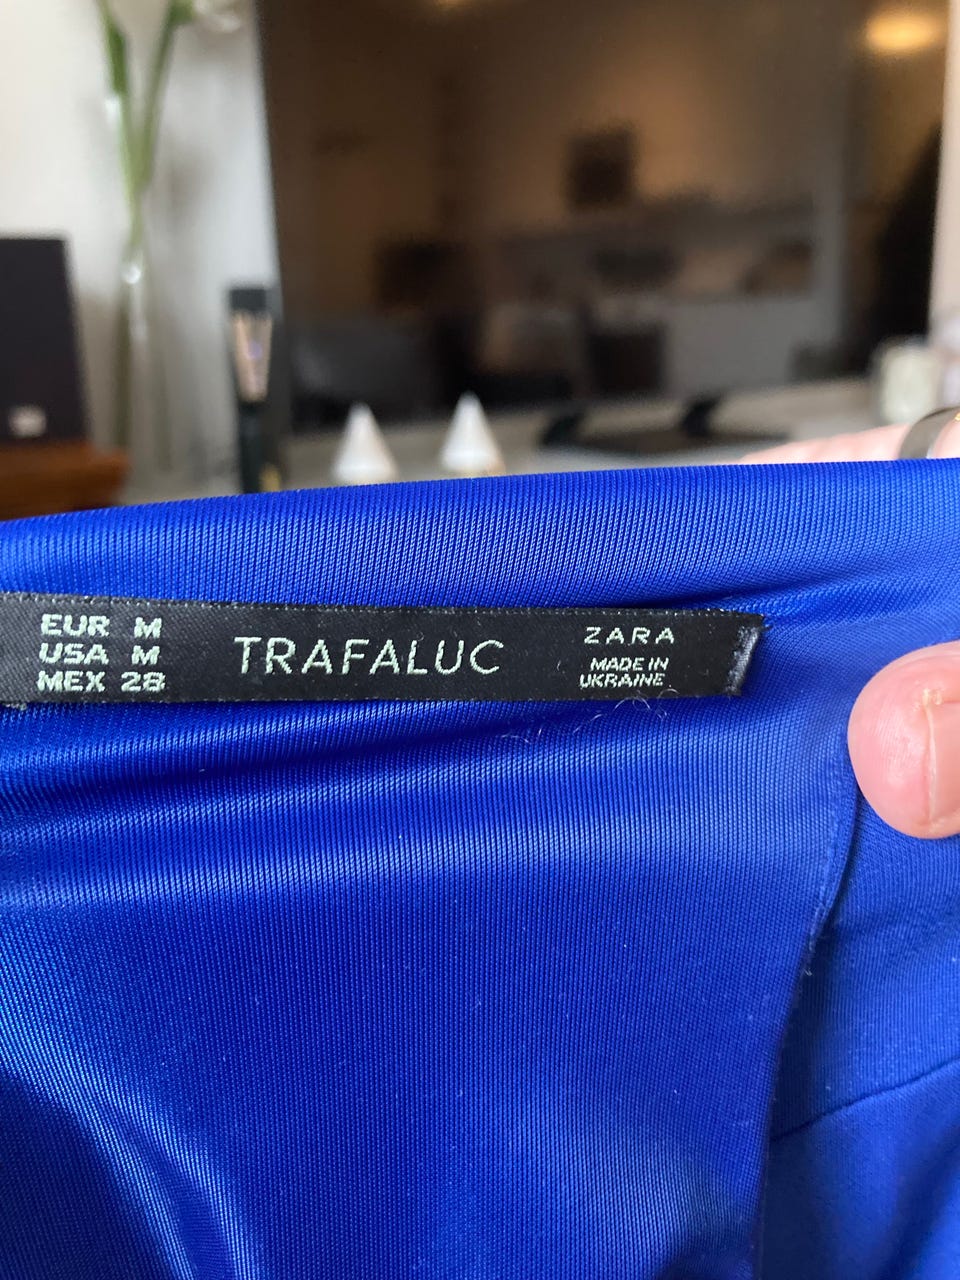 EUR M
USA M
MEX 28
TRAFALUC
ZARA
MADE IN
UKRAINE